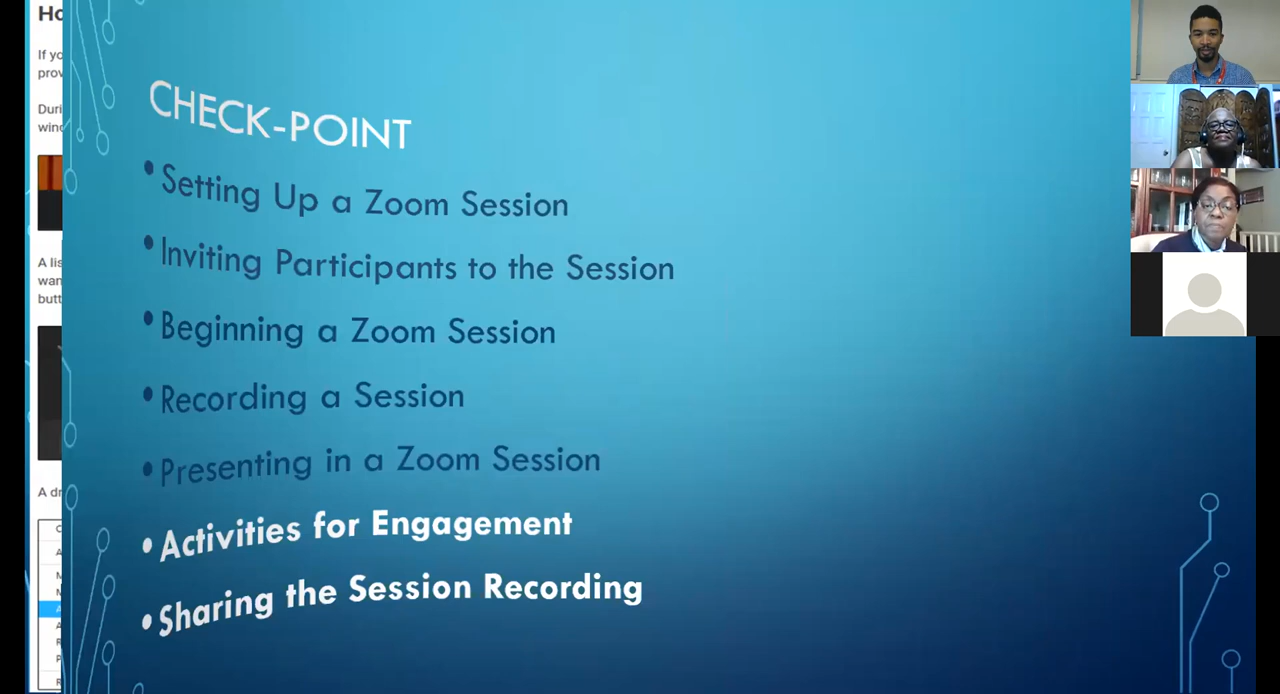 CHECK-POINT
• Setting Up a Zoom Session
• Inviting Participants to the Session
• Beginning a Zoom Session
• Recording a Session
• Presenting in a Zoom Session
• Activities for Engagement
• Sharing the Session Recording